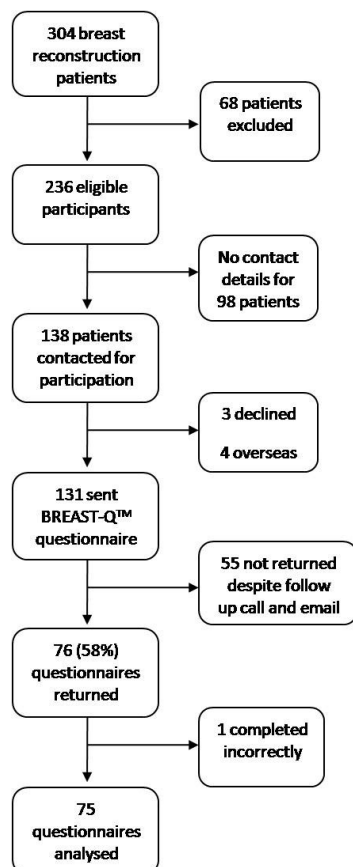 304 breast
reconstruction
patients
68 patients
excluded
236 eligible
participants
No contact
details for
98 patients
138 patients
contacted for
participation
3 declined
4 overseas
131 sent
BREAST-Q™
questionnaire
55 not returned
despite follow
up call and email
76 (58%)
questionnaires
returned
1 completed
incorrectly
75
questionnaires
analysed